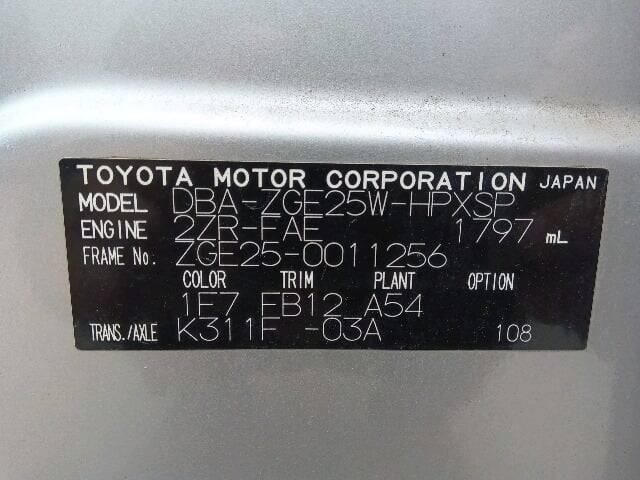 TOYOTA MOTOR CORPORATION JAPAN
MODEL DBA-ZGE25W-HPXSP
ENGINE 2ZR-FAE 1797 mL
FRAME No. ZGE25-0011256
COLOR TRIM PLANT OPTION
1F7 FB12 A54
TRANS./AXLE K311F -03A 108